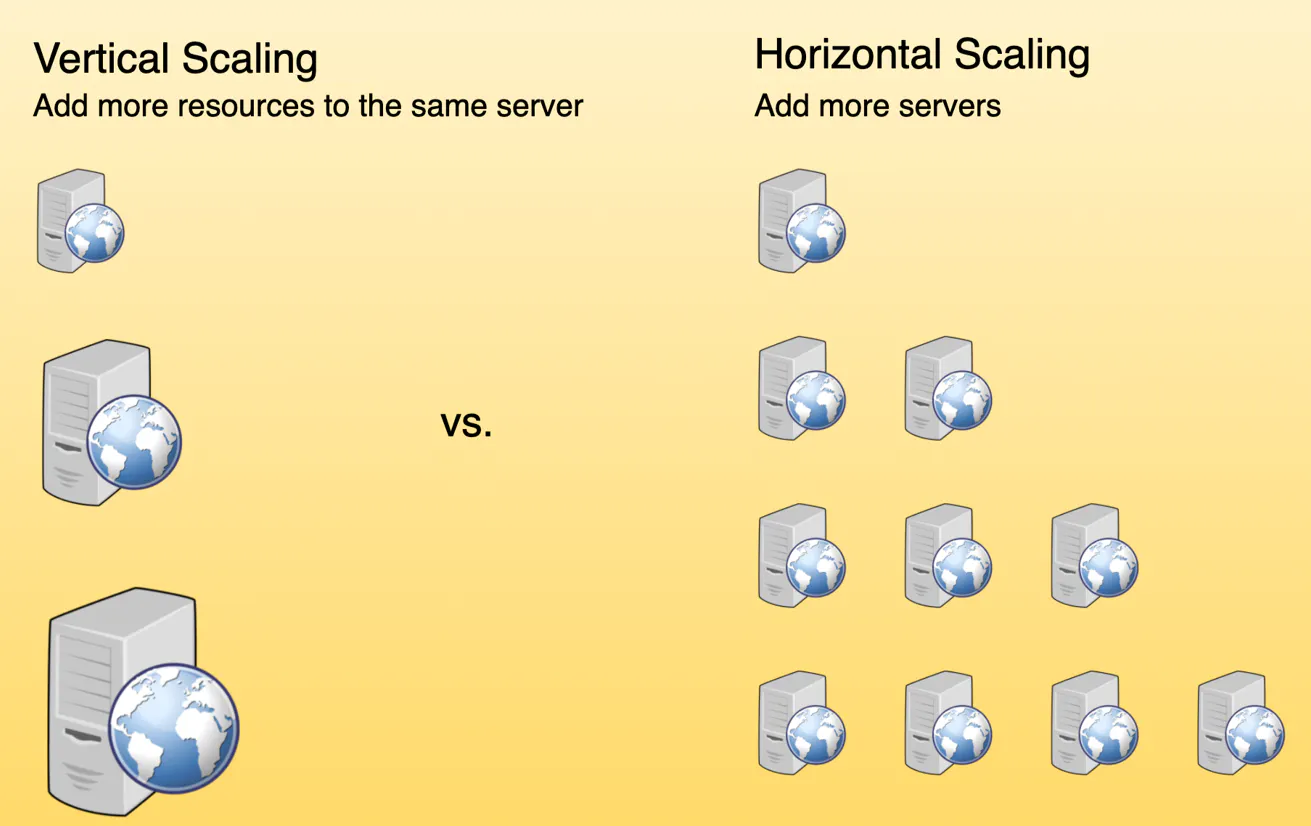 Vertical Scaling
Add more resources to the same server
vs.
Horizontal Scaling
Add more servers